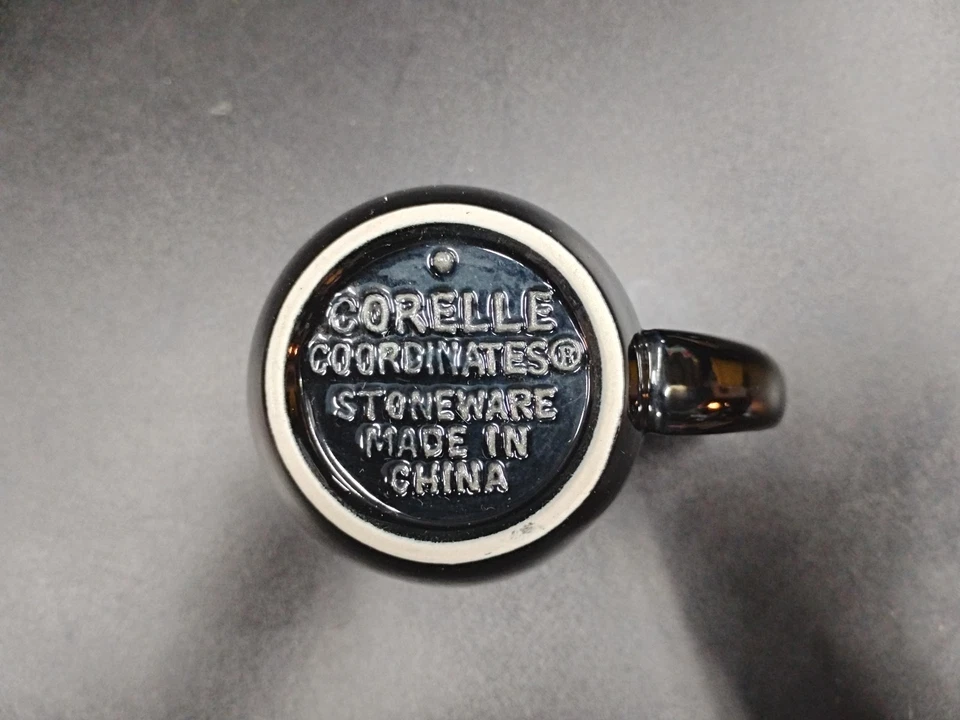 CORELLE
COORDINATES®
STONEWARE
MADE IN
CHINA